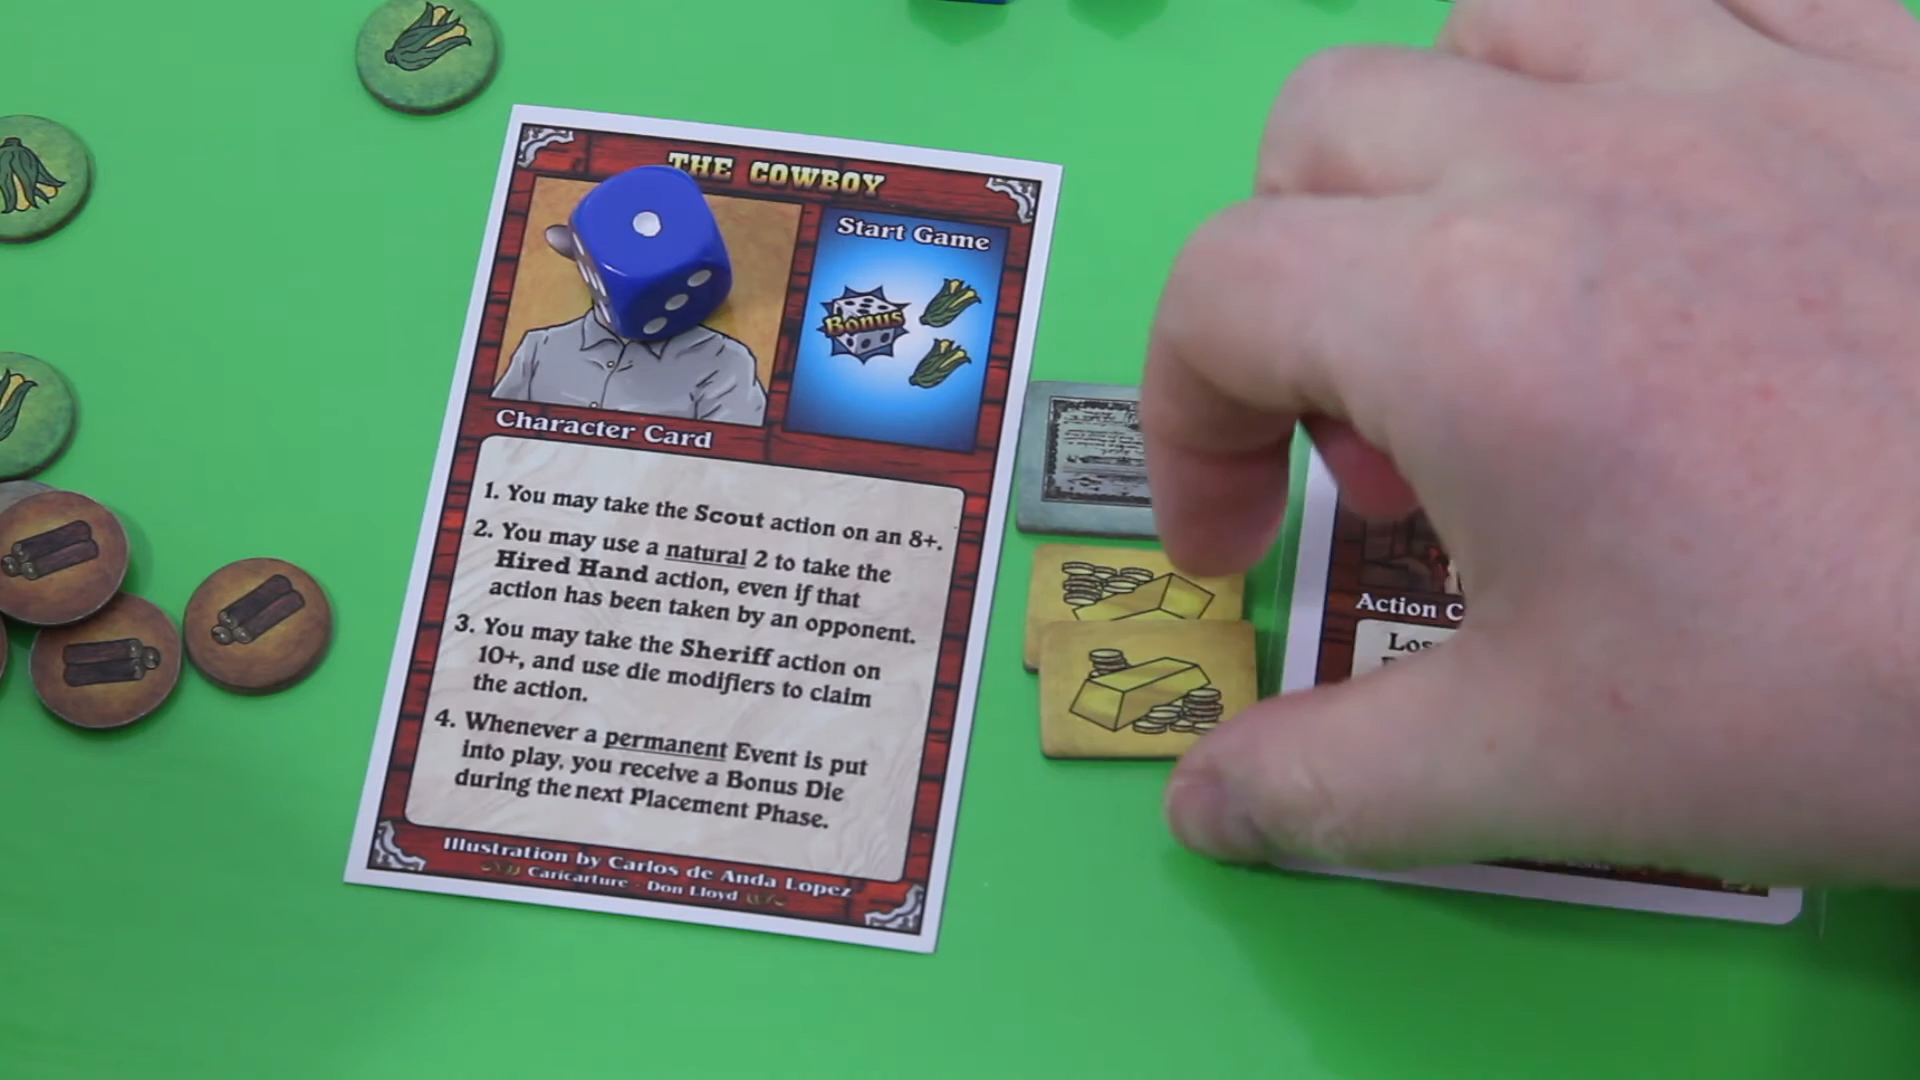 THE COWBOY
Start Game
Bonus
Character Card
1. You may take the Scout action on an 8+.
2. You may use a natural 2 to take the
Hired Hand action, even if that
action has been taken by an opponent.
3. You may take the Sheriff action on
10+, and use die modifiers to claim
the action.
4. Whenever a permanent Event is put
into play, you receive a Bonus Die
during the next Placement Phase.
Illustration by Carlos de Anda Lopez
Caricarture - Don Lloyd
Action C
Los